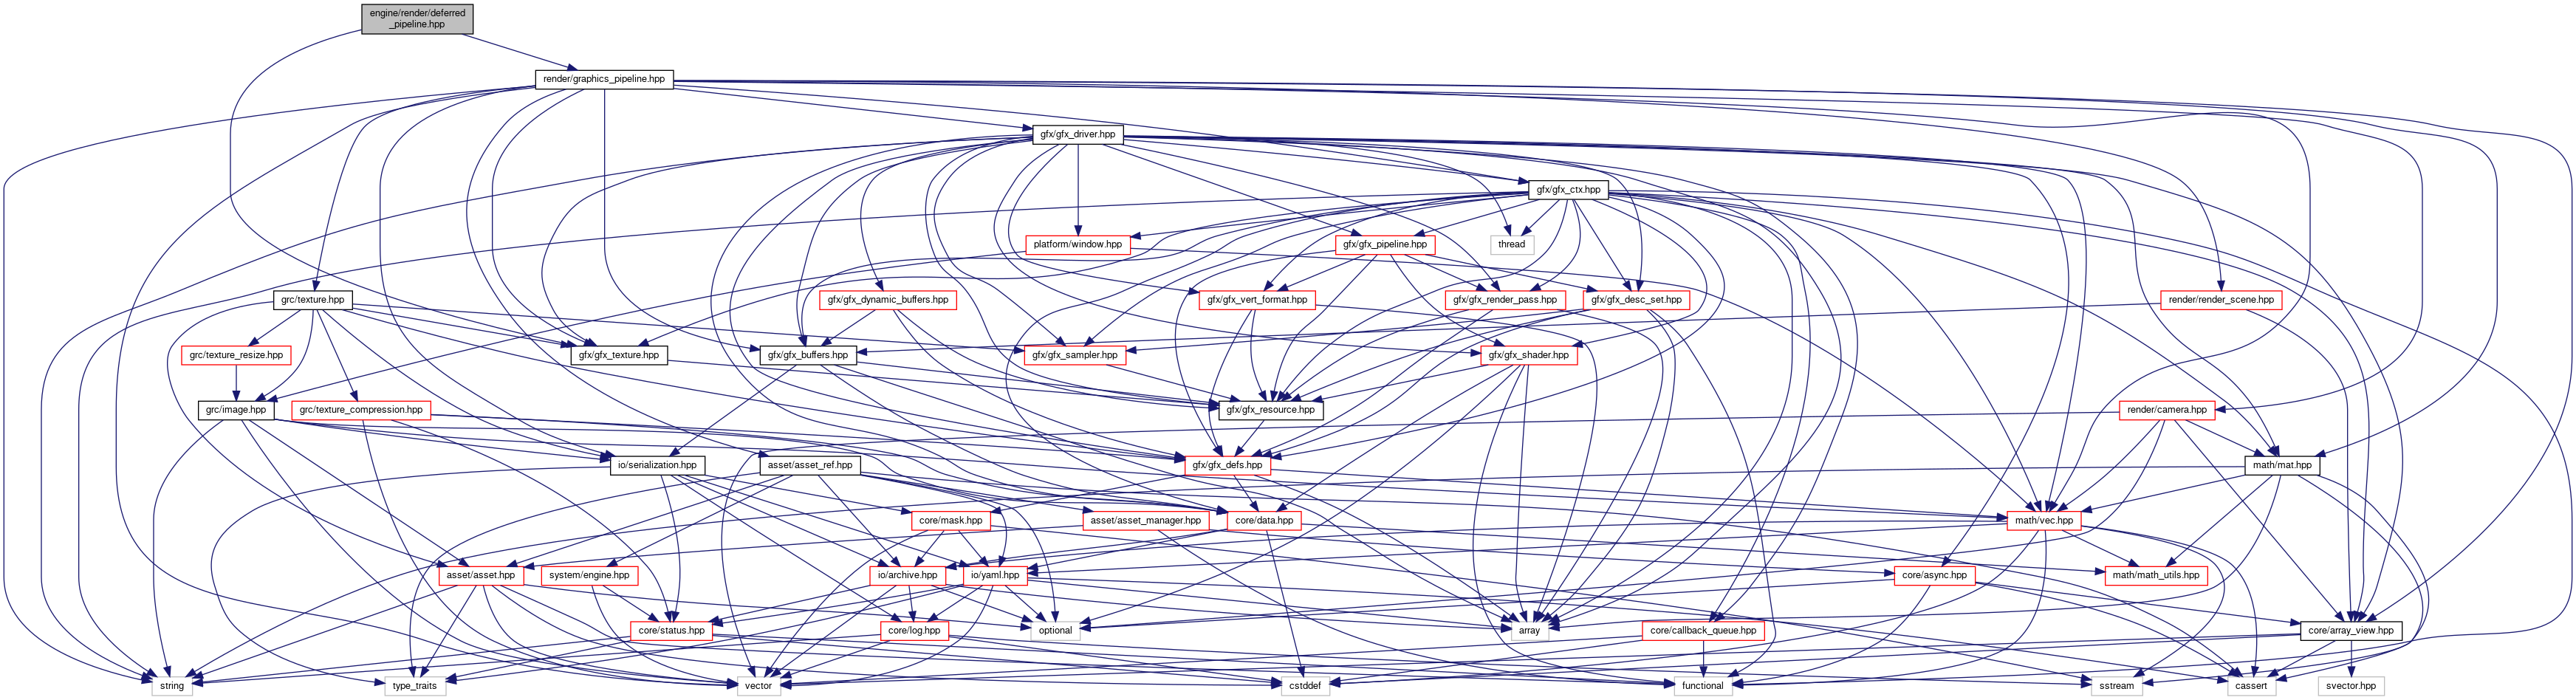 engine/render/deferred
_pipeline.hpp
render/graphics_pipeline.hpp
gfx/gfx_driver.hpp
gfx/gfx_ctx.hpp
platform/window.hpp
gfx/gfx_pipeline.hpp
thread
grc/texture.hpp
gfx/gfx_dynamic_buffers.hpp
gfx/gfx_vert_format.hpp
gfx/gfx_render_pass.hpp
gfx/gfx_desc_set.hpp
render/render_scene.hpp
grc/texture_resize.hpp
gfx/gfx_texture.hpp
gfx/gfx_buffers.hpp
gfx/gfx_sampler.hpp
gfx/gfx_shader.hpp
grc/image.hpp
grc/texture_compression.hpp
gfx/gfx_resource.hpp
render/camera.hpp
io/serialization.hpp
asset/asset_ref.hpp
gfx/gfx_defs.hpp
math/mat.hpp
core/mask.hpp
asset/asset_manager.hpp
core/data.hpp
math/vec.hpp
asset/asset.hpp
system/engine.hpp
io/archive.hpp
io/yaml.hpp
core/async.hpp
math/math_utils.hpp
core/status.hpp
core/log.hpp
optional
array
core/callback_queue.hpp
core/array_view.hpp
string
type_traits
vector
cstddef
functional
sstream
cassert
svector.hpp